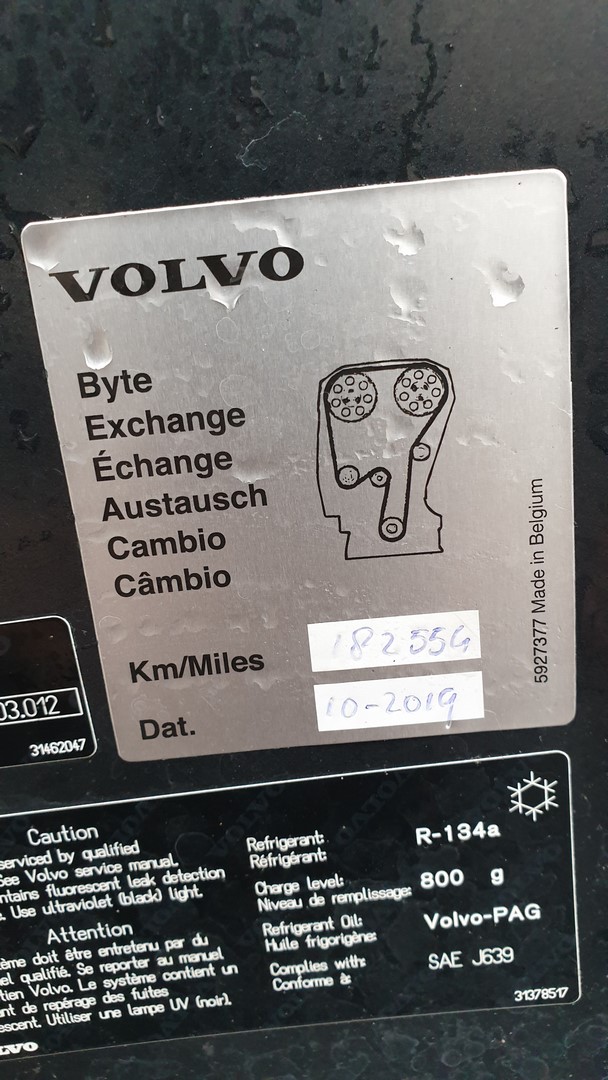 VOLVO
Byte
Exchange
Échange
Austausch
Cambio
Câmbio
Km/Miles 182554
Dat. 10-2019
5927377 Made in Belgium
03.012
31462047
Caution
serviced by qualified
See Volvo service manual.
ntains fluorescent leak detection
. Use ultraviolet (black) light.
Attention
tème doit être entretenu par du
el qualifié. Se reporter au manuel
tien Volvo. Le système contient un
nt de repérage des fuites
escent. Utiliser une lampe UV (noir).
LVO
Refrigerant: R-134a
Réfrigérant:
Charge level: 800 g
Niveau de remplissage:
Refrigerant Oil: Volvo-PAG
Huile frigorigène:
Complies with: SAE J639
Conforme à:
31378517